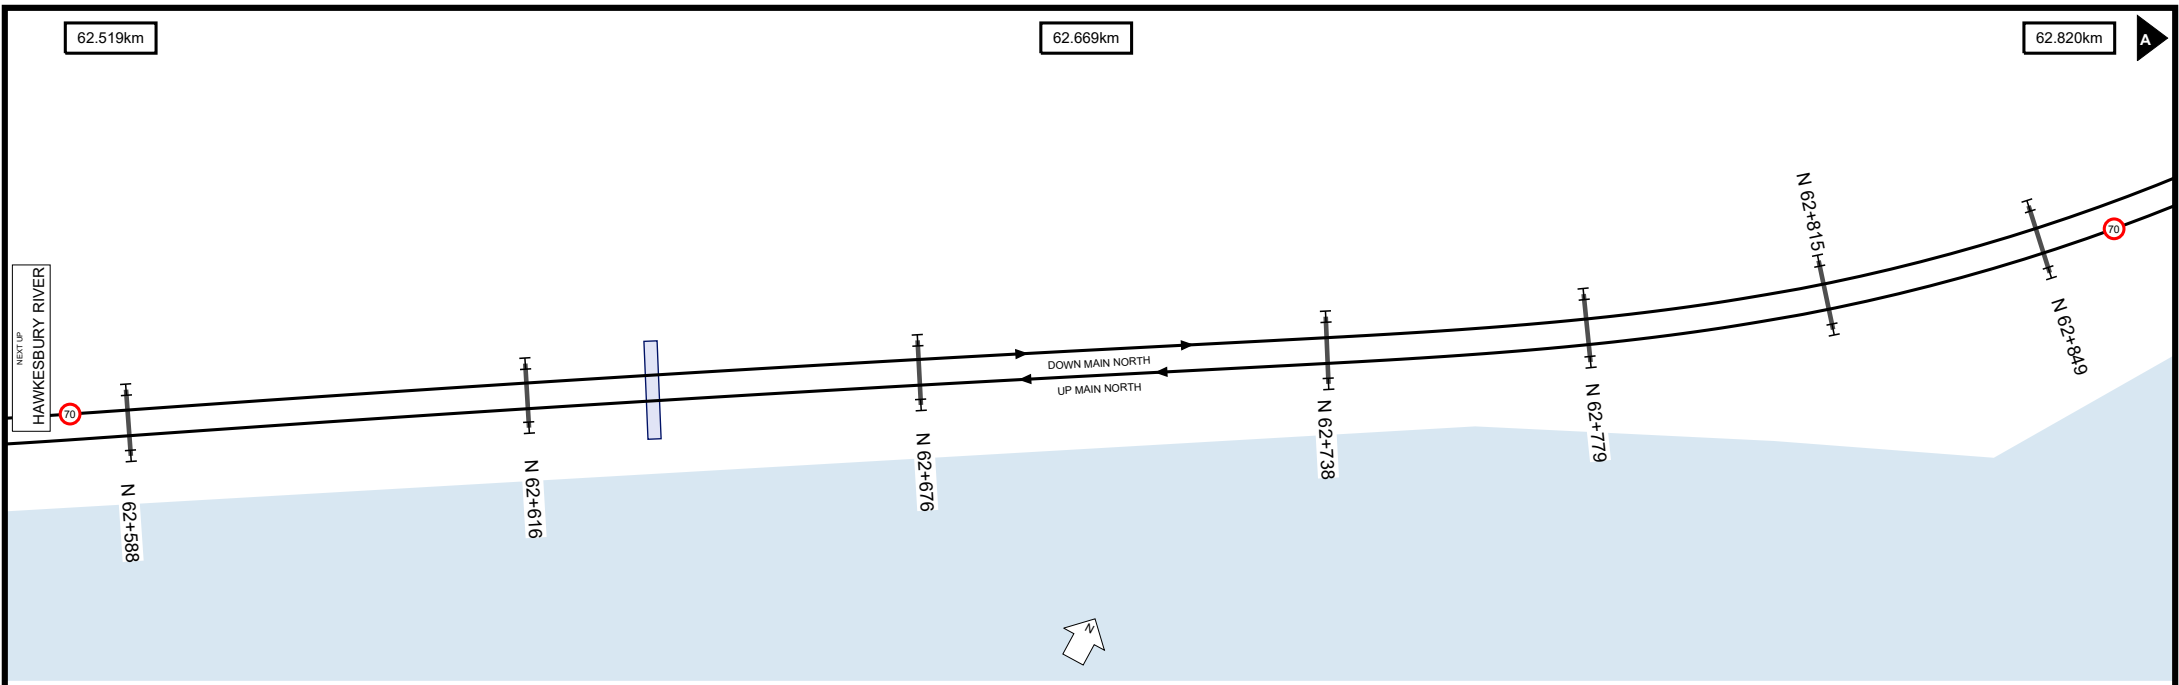 62.519km
62.669km
62.820km
A
N 62+815
70
NEXT UP
HAWKESBURY RIVER
N 62+849
DOWN MAIN NORTH
UP MAIN NORTH
70
N 62+738
N 62+779
N 62+676
N 62+616
N 62+588
N